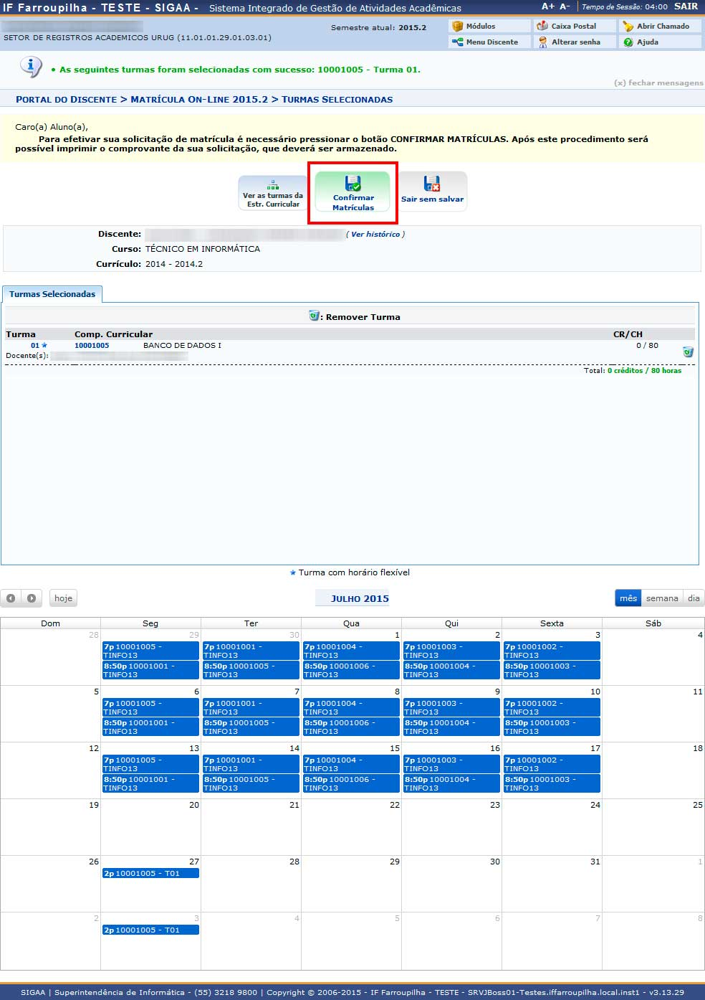 IF Farroupilha - TESTE - SIGAA - Sistema Integrado de Gestão de Atividades Acadêmicas A+ A- Tempo de Sessão: 04:00 SAIR
Semestre atual: 2015.2 Módulos Caixa Postal Abrir Chamado
SETOR DE REGISTROS ACADEMICOS URUG (11.01.01.29.01.03.01)
Menu Discente Alterar senha Ajuda
• As seguintes turmas foram selecionadas com sucesso: 10001005 - Turma 01.
(x) fechar mensagens
PORTAL DO DISCENTE > MATRÍCULA ON-LINE 2015.2 > TURMAS SELECIONADAS
Caro(a) Aluno(a),
Para efetivar sua solicitação de matrícula é necessário pressionar o botão CONFIRMAR MATRÍCULAS. Após este procedimento será
possível imprimir o comprovante da sua solicitação, que deverá ser armazenado.
Ver as turmas da
Estr. Curricular
Confirmar
Matrículas
Sair sem salvar
Discente: ( Ver histórico )
Curso: TÉCNICO EM INFORMÁTICA
Currículo: 2014 - 2014.2
Turmas Selecionadas
: Remover Turma
Turma Comp. Curricular CR/CH
01 10001005 BANCO DE DADOS I 0 / 80
Docente(s):
Total: 0 créditos / 80 horas
Turma com horário flexível
hoje JULHO 2015 mês semana dia
Dom Seg Ter Qua Qui Sexta Sáb
28 29 30 1 2 3 4
7p 10001005 - 7p 10001001 - 7p 10001004 - 7p 10001003 - 7p 10001002 -
TINFO13 TINFO13 TINFO13 TINFO13 TINFO13
8:50p 10001001 - 8:50p 10001005 - 8:50p 10001006 - 8:50p 10001004 - 8:50p 10001003 -
TINFO13 TINFO13 TINFO13 TINFO13 TINFO13
5 6 7 8 9 10 11
7p 10001005 - 7p 10001001 - 7p 10001004 - 7p 10001003 - 7p 10001002 -
TINFO13 TINFO13 TINFO13 TINFO13 TINFO13
8:50p 10001001 - 8:50p 10001005 - 8:50p 10001006 - 8:50p 10001004 - 8:50p 10001003 -
TINFO13 TINFO13 TINFO13 TINFO13 TINFO13
12 13 14 15 16 17 18
7p 10001005 - 7p 10001001 - 7p 10001004 - 7p 10001003 - 7p 10001002 -
TINFO13 TINFO13 TINFO13 TINFO13 TINFO13
8:50p 10001001 - 8:50p 10001005 - 8:50p 10001006 - 8:50p 10001004 - 8:50p 10001003 -
TINFO13 TINFO13 TINFO13 TINFO13 TINFO13
19 20 21 22 23 24 25
26 27 28 29 30 31 1
2p 10001005 - T01
2 3 4 5 6 7 8
2p 10001005 - T01
SIGAA | Superintendência de Informática - (55) 3218 9800 | Copyright © 2006-2015 - IF Farroupilha - TESTE - SRVJBoss01-Testes.iffarroupilha.local.inst1 - v3.13.29